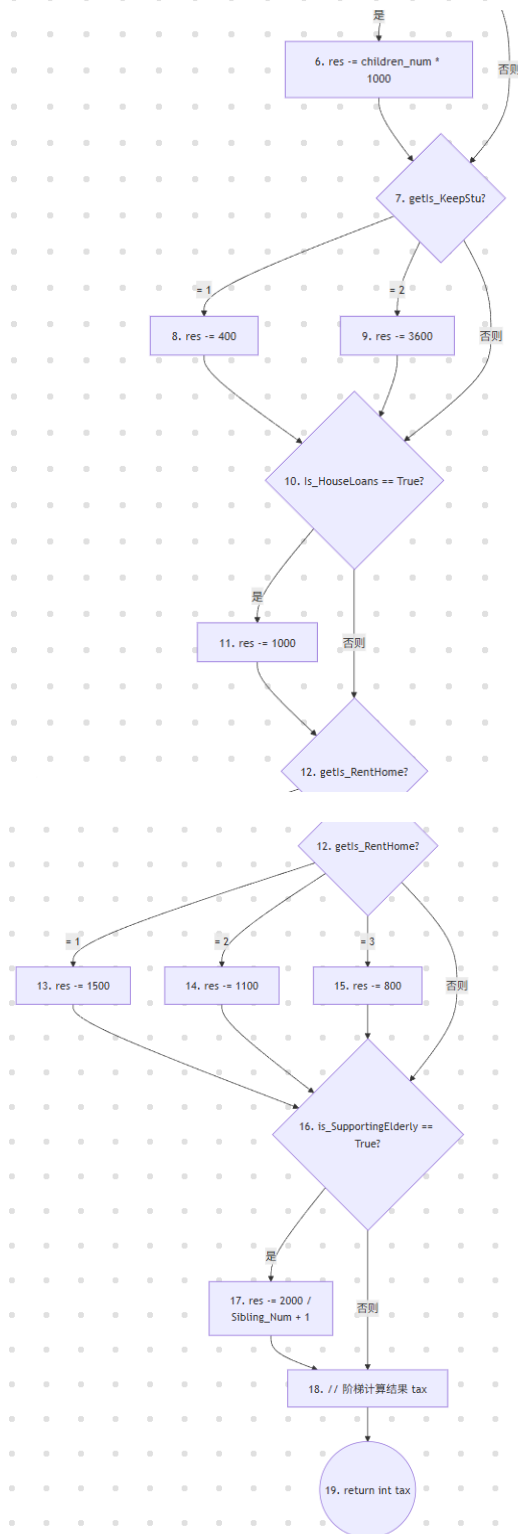 是
6. res -= children_num *
1000
否则
7. getIs_KeepStu?
= 1
= 2
8. res -= 400
9. res -= 3600
否则
10. Is_HouseLoans == True?
是
11. res -= 1000
否则
12. getIs_RentHome?
12. getIs_RentHome?
= 1
= 2
= 3
13. res -= 1500
14. res -= 1100
15. res -= 800
否则
16. is_SupportingElderly ==
True?
是
17. res -= 2000 /
Sibling_Num + 1
否则
18. // 阶梯计算结果 tax
19. return int tax